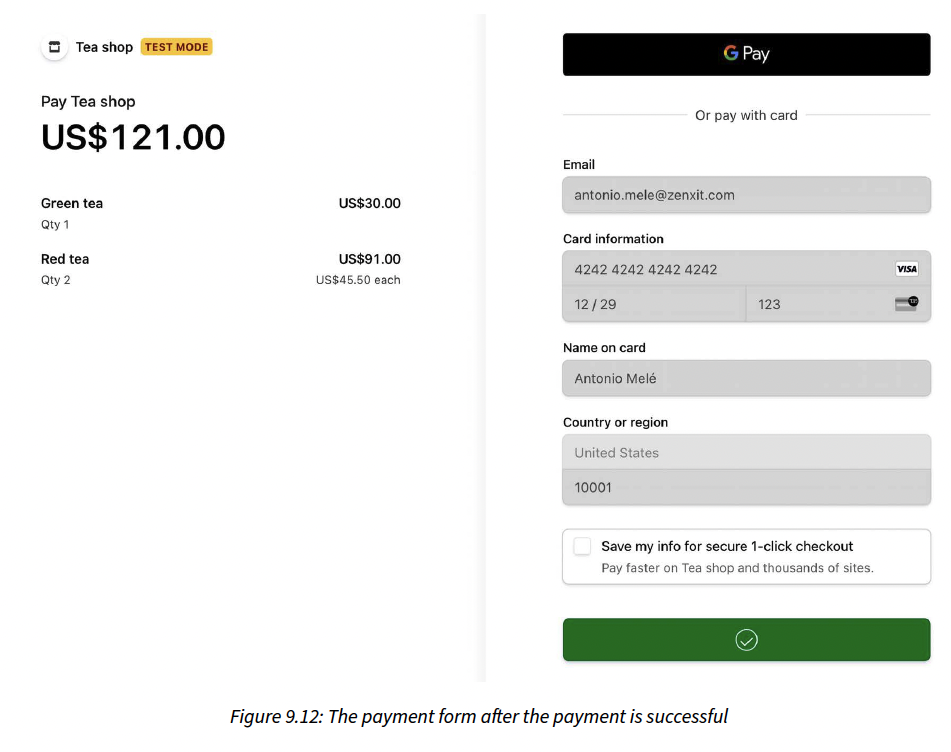 Tea shop TEST MODE
Pay Tea shop
US$121.00
Green tea US$30.00
Qty 1
Red tea US$91.00
Qty 2 US$45.50 each
G Pay
Or pay with card
Email
antonio.mele@zenxit.com
Card information
4242 4242 4242 4242 VISA
12 / 29 123
Name on card
Antonio Melé
Country or region
United States
10001
Save my info for secure 1-click checkout
Pay faster on Tea shop and thousands of sites.
Figure 9.12: The payment form after the payment is successful